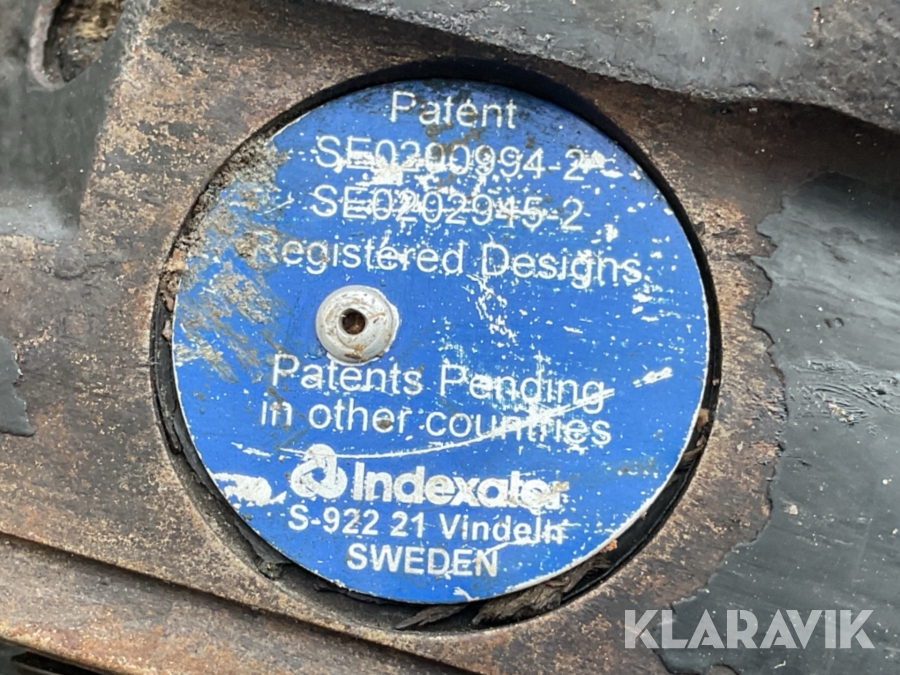 Patent
SE0200994-2
SE0202945-2
Registered Designs
Patents Pending
in other countries
Indexator
S-922 21 Vindeln
SWEDEN
KLARAVIK